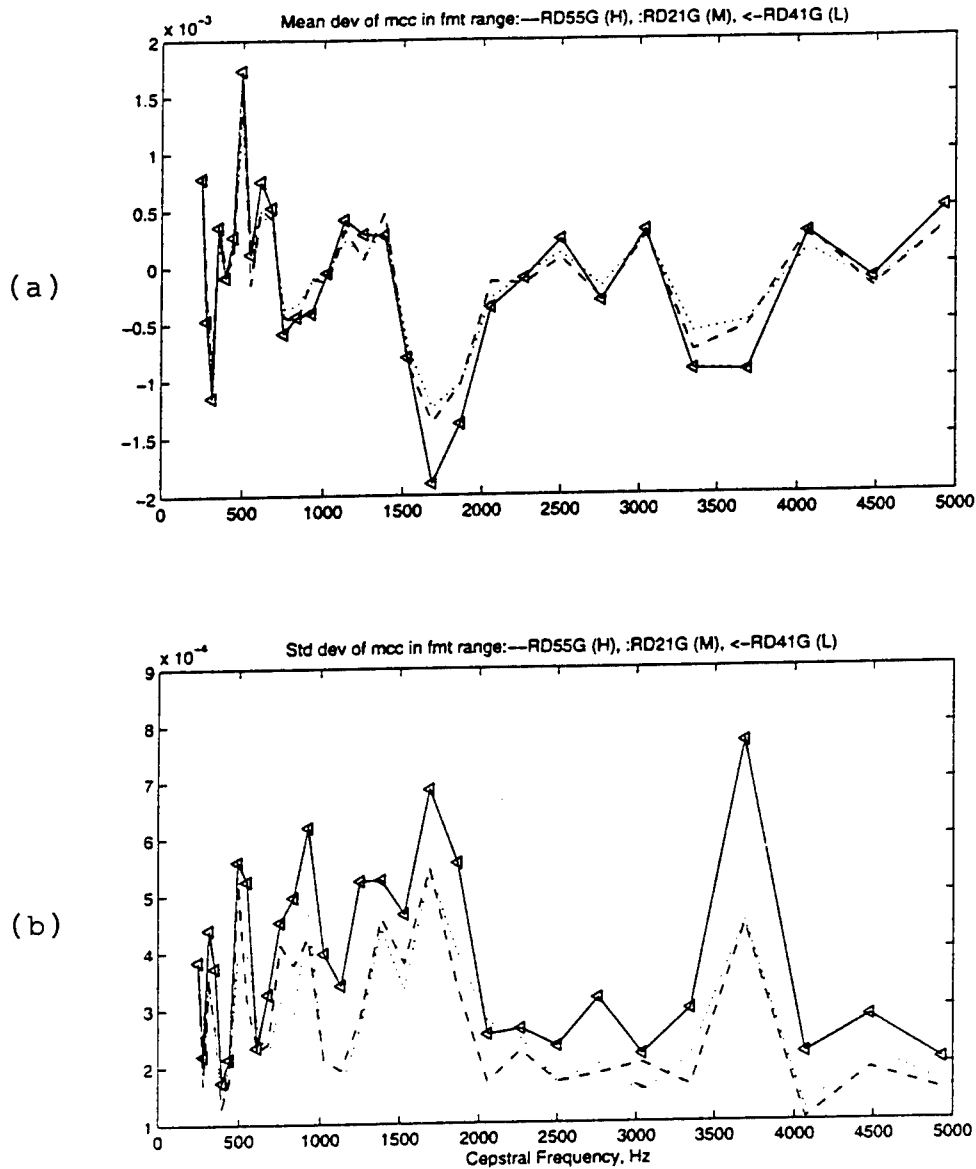 Mean dev of mcc in fmt range:—RD55G (H), :RD21G (M), <-RD41G (L)
x 10⁻³
2
1.5
1
0.5
0
−0.5
−1
−1.5
−2
0 500 1000 1500 2000 2500 3000 3500 4000 4500 5000
(a)
Std dev of mcc in fmt range:—RD55G (H), :RD21G (M), <-RD41G (L)
x 10⁻⁴
9
8
7
6
5
4
3
2
1
0 500 1000 1500 2000 2500 3000 3500 4000 4500 5000
Cepstral Frequency, Hz
(b)